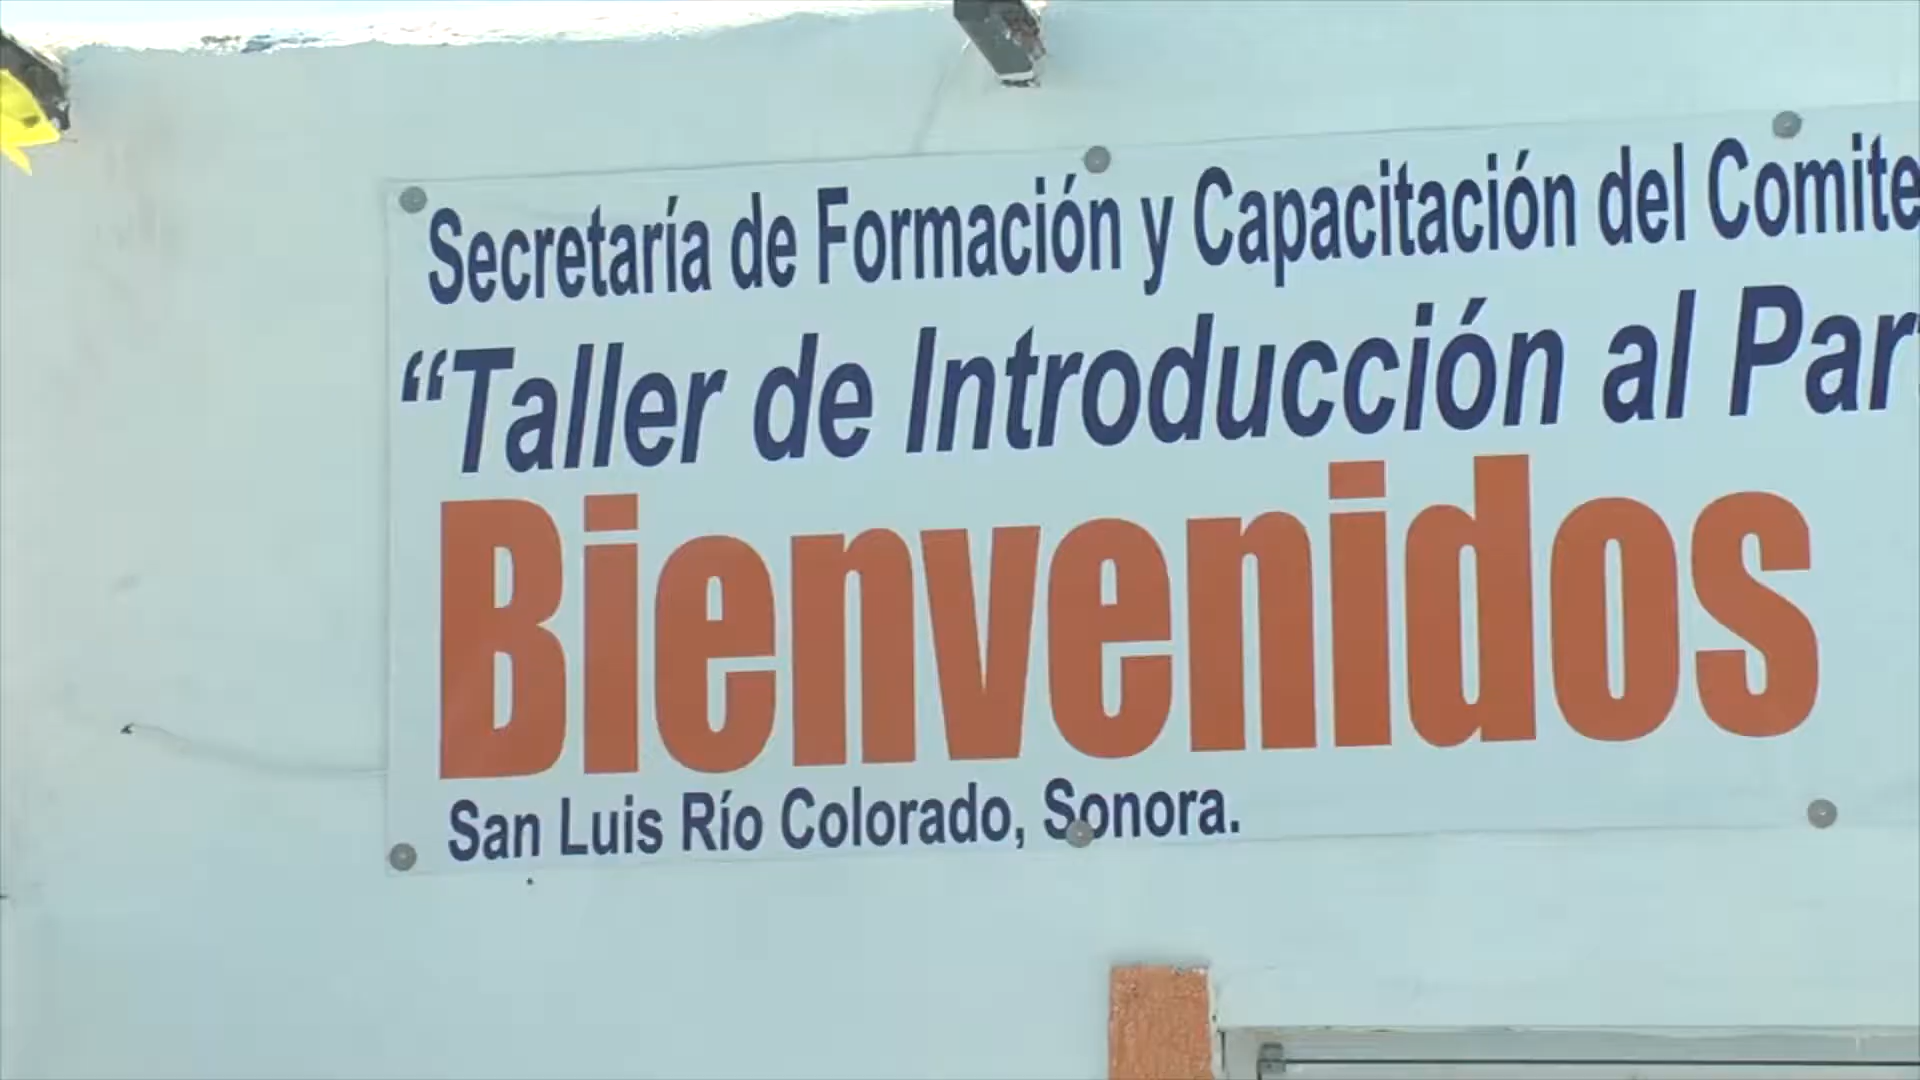 Secretaría de Formación y Capacitación del Comite
“Taller de Introducción al Par
Bienvenidos
San Luis Río Colorado, Sonora.